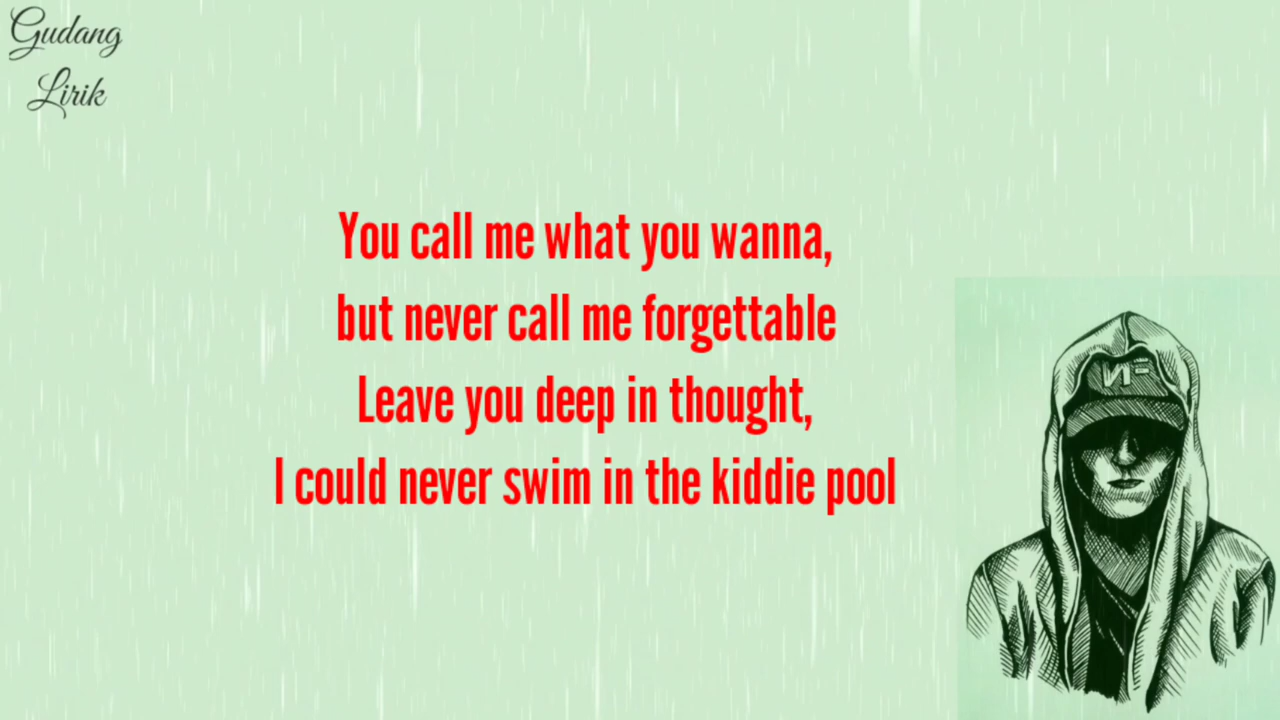 Gudang
Lirik
You call me what you wanna,
but never call me forgettable
Leave you deep in thought,
I could never swim in the kiddie pool
NF